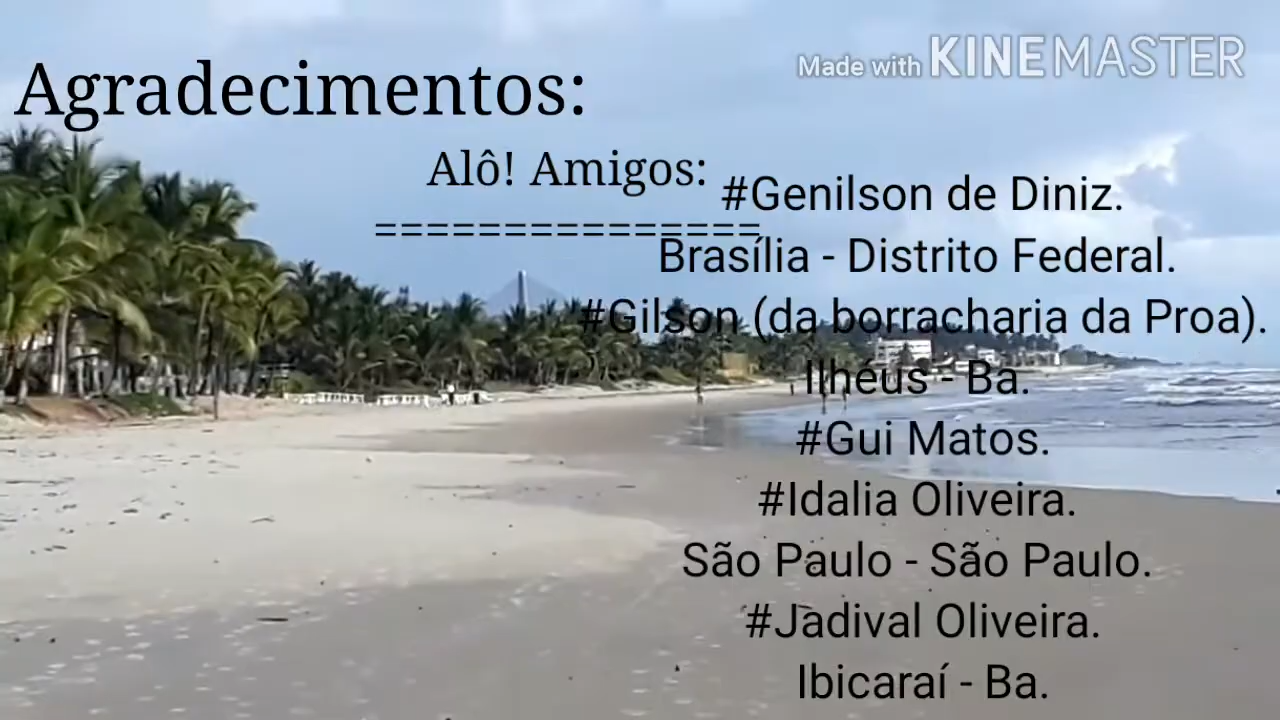 Made with KINEMASTER
Agradecimentos:
Alô! Amigos:
===============
#Genilson de Diniz.
Brasília - Distrito Federal.
#Gilson (da borracharia da Proa).
Ilhéus - Ba.
#Gui Matos.
#Idalia Oliveira.
São Paulo - São Paulo.
#Jadival Oliveira.
Ibicaraí - Ba.